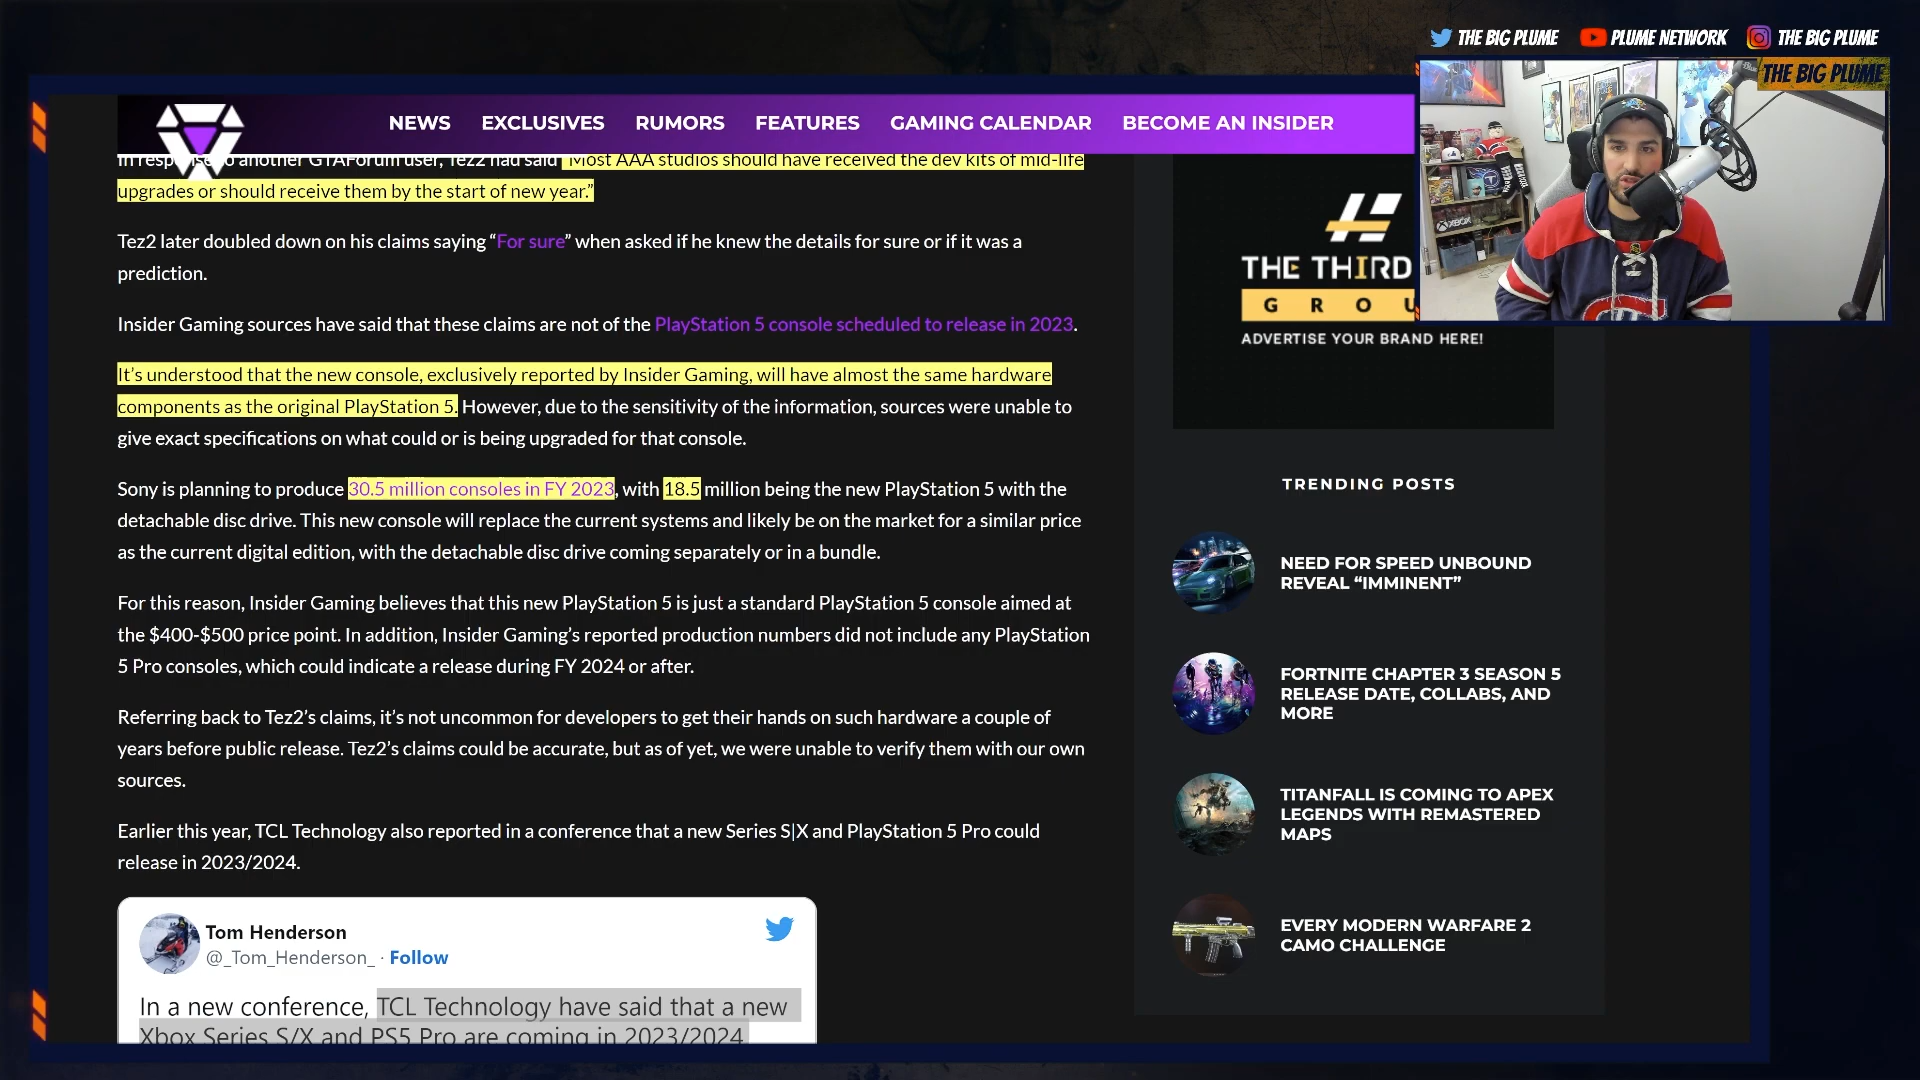 THE BIG PLUME PLUME NETWORK THE BIG PLUME
THE BIG PLUME
NEWS EXCLUSIVES RUMORS FEATURES GAMING CALENDAR BECOME AN INSIDER
In response to another GTAForum user, Tez2 had said “Most AAA studios should have received the dev kits of mid-life
upgrades or should receive them by the start of new year.”
Tez2 later doubled down on his claims saying “For sure” when asked if he knew the details for sure or if it was a
prediction.
Insider Gaming sources have said that these claims are not of the PlayStation 5 console scheduled to release in 2023.
It’s understood that the new console, exclusively reported by Insider Gaming, will have almost the same hardware
components as the original PlayStation 5. However, due to the sensitivity of the information, sources were unable to
give exact specifications on what could or is being upgraded for that console.
Sony is planning to produce 30.5 million consoles in FY 2023, with 18.5 million being the new PlayStation 5 with the
detachable disc drive. This new console will replace the current systems and likely be on the market for a similar price
as the current digital edition, with the detachable disc drive coming separately or in a bundle.
For this reason, Insider Gaming believes that this new PlayStation 5 is just a standard PlayStation 5 console aimed at
the $400-$500 price point. In addition, Insider Gaming’s reported production numbers did not include any PlayStation
5 Pro consoles, which could indicate a release during FY 2024 or after.
Referring back to Tez2’s claims, it’s not uncommon for developers to get their hands on such hardware a couple of
years before public release. Tez2’s claims could be accurate, but as of yet, we were unable to verify them with our own
sources.
Earlier this year, TCL Technology also reported in a conference that a new Series S|X and PlayStation 5 Pro could
release in 2023/2024.
Tom Henderson
@_Tom_Henderson_ · Follow
In a new conference, TCL Technology have said that a new
Xbox Series S/X and PS5 Pro are coming in 2023/2024
THE THIRD
G R O U
ADVERTISE YOUR BRAND HERE!
XBOX
TRENDING POSTS
NEED FOR SPEED UNBOUND
REVEAL “IMMINENT”
FORTNITE CHAPTER 3 SEASON 5
RELEASE DATE, COLLABS, AND
MORE
TITANFALL IS COMING TO APEX
LEGENDS WITH REMASTERED
MAPS
EVERY MODERN WARFARE 2
CAMO CHALLENGE